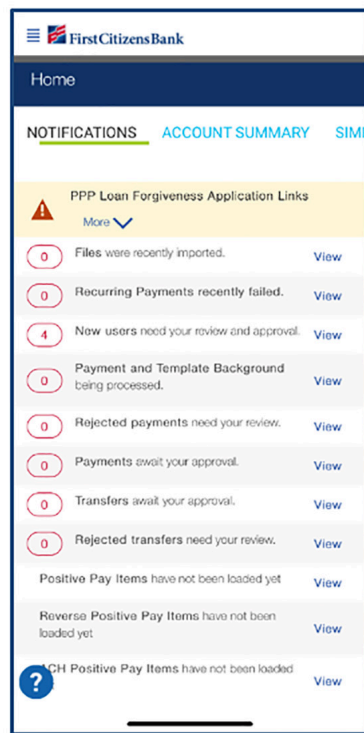 First Citizens Bank
Home
NOTIFICATIONS ACCOUNT SUMMARY
PPP Loan Forgiveness Application Links
More
0 Files were recently imported. View
0 Recurring Payments recently failed. View
4 New users need your review and approval. View
0 Payment and Template Background
being processed. View
0 Rejected payments need your review. View
0 Payments await your approval. View
0 Transfers await your approval. View
0 Rejected transfers need your review. View
Positive Pay Items have not been loaded yet View
Reverse Positive Pay Items have not been
loaded yet View
ACH Positive Pay Items have not been loaded
? View